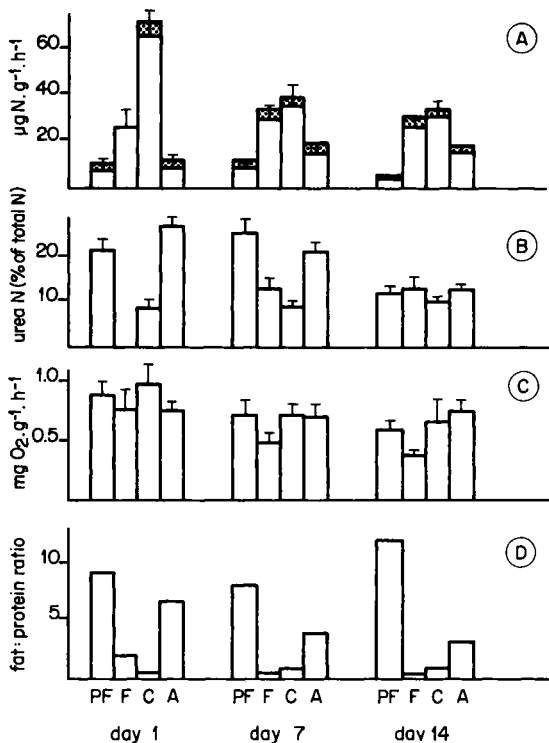 A
µg N. g⁻¹. h⁻¹
60
40
20
B
urea N (% of total N)
20
10
C
mg O₂. g⁻¹. h⁻¹
1.0
0.5
D
fat : protein ratio
10
5
PF F C A PF F C A PF F C A
day 1 day 7 day 14